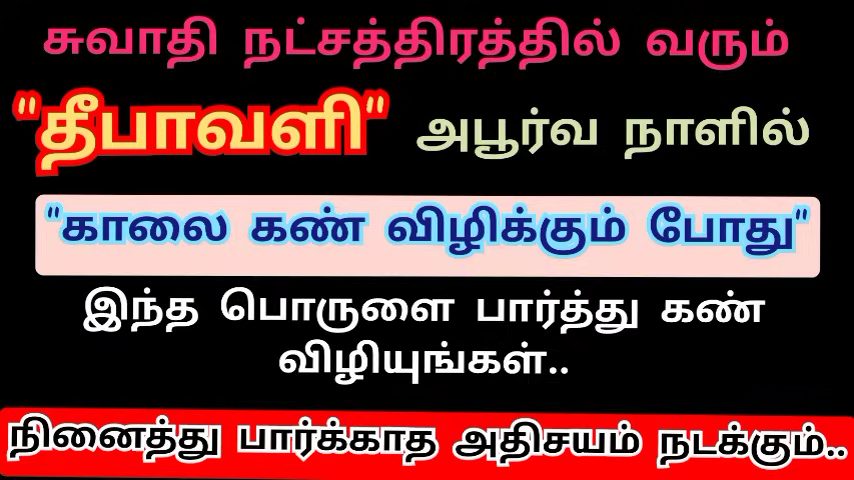 சுவாதி நட்சத்திரத்தில் வரும்
"தீபாவளி" அபூர்வ நாளில்
"காலை கண் விழிக்கும் போது"
இந்த பொருளை பார்த்து கண்
விழியுங்கள்..
நினைத்து பார்க்காத அதிசயம் நடக்கும்..